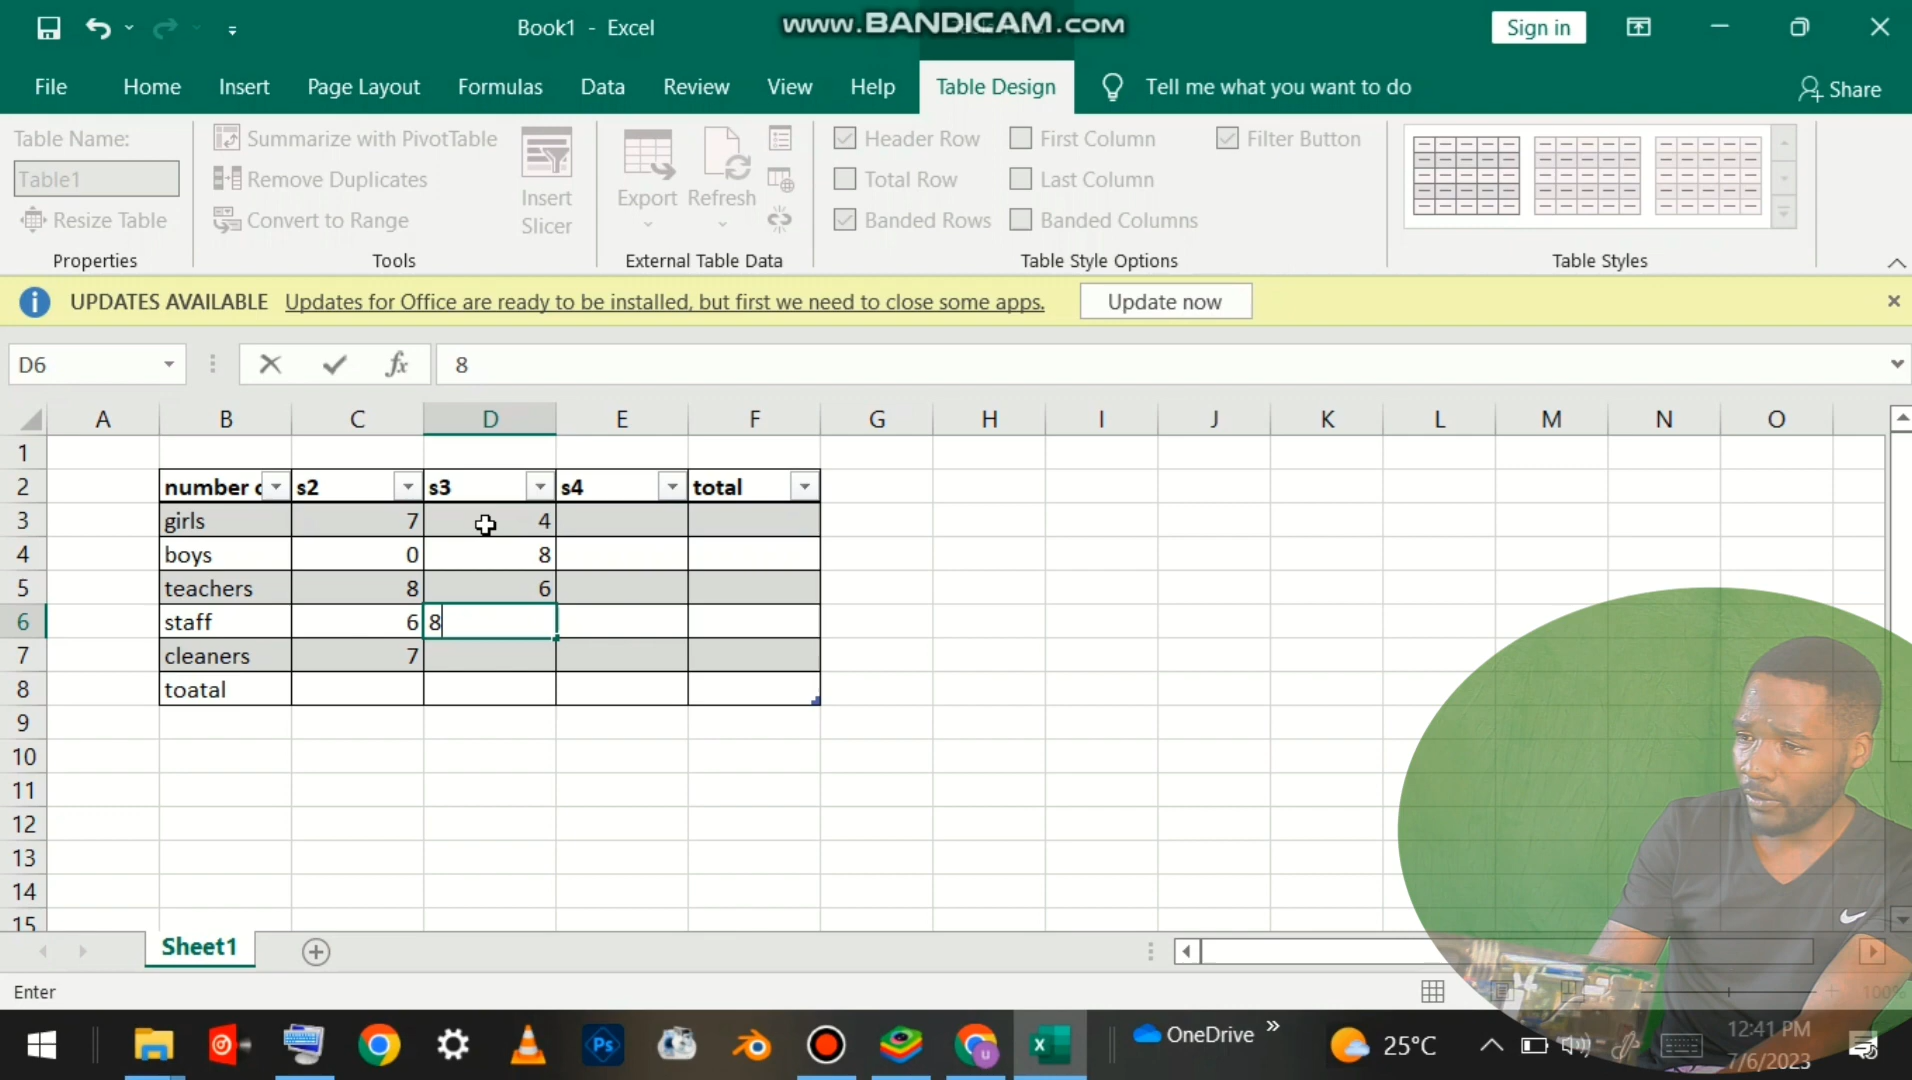 Book1 - Excel
www.BANDICAM.com
Sign in
File Home Insert Page Layout Formulas Data Review View Help Table Design Tell me what you want to do Share
Table Name:
Table1
Resize Table
Properties
Summarize with PivotTable
Remove Duplicates
Convert to Range
Tools
Insert
Slicer
Export Refresh
External Table Data
Header Row First Column Filter Button
Total Row Last Column
Banded Rows Banded Columns
Table Style Options
Table Styles
UPDATES AVAILABLE Updates for Office are ready to be installed, but first we need to close some apps. Update now
D6 fx 8
A B C D E F G H I J K L M N O
1
2 number s2 s3 s4 total
3 girls 7 4
4 boys 0 8
5 teachers 8 6
6 staff 6 8
7 cleaners 7
8 toatal
9
10
11
12
13
14
15
Sheet1
Enter
100%
Ps OneDrive 25°C 12:41 PM
7/6/2023